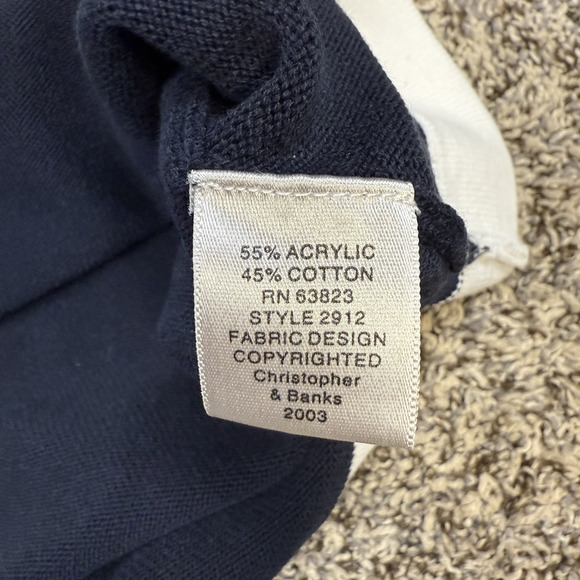 55% ACRYLIC
45% COTTON
RN 63823
STYLE 2912
FABRIC DESIGN
COPYRIGHTED
Christopher
& Banks
2003